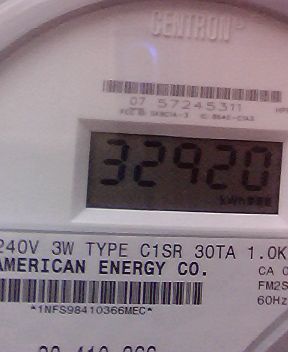 CENTRON
07 57245311
32920
kWh
240V 3W TYPE C1SR 30TA 1.0K
AMERICAN ENERGY CO.
CA 0
FM2S
60Hz
*1NFS98410366MEC*